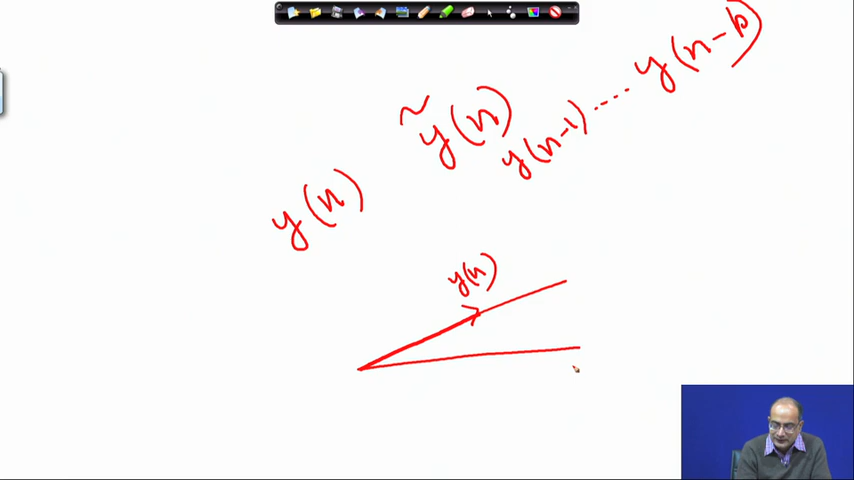 y(n) ỹ(n) y(n-1) ---- y(n-p)
y(n)